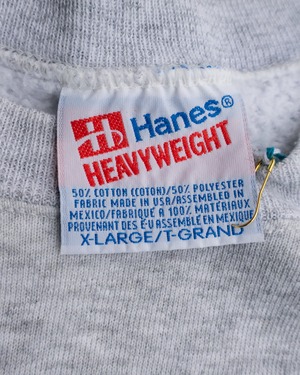 Hanes®
HEAVYWEIGHT
50% COTTON (COTON)/50% POLYESTER
FABRIC MADE IN USA/ASSEMBLED IN
MEXICO/FABRIQUÉ A 100% MATÉRIAUX
PROVENANT DES É-U ASSEMBLE EN MEXIQUE
X-LARGE/T-GRAND